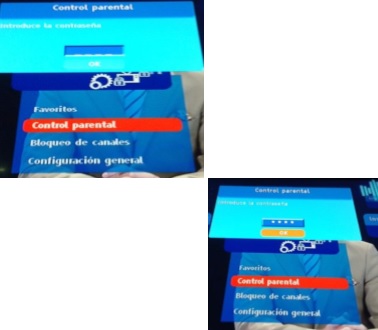 Control parental
Introduce la contraseña
OK
Favoritos
Control parental
Bloqueo de canales
Configuración general
Control parental
Introduce la contraseña
****
OK
Favoritos
Control parental
Bloqueo de canales
Configuración general